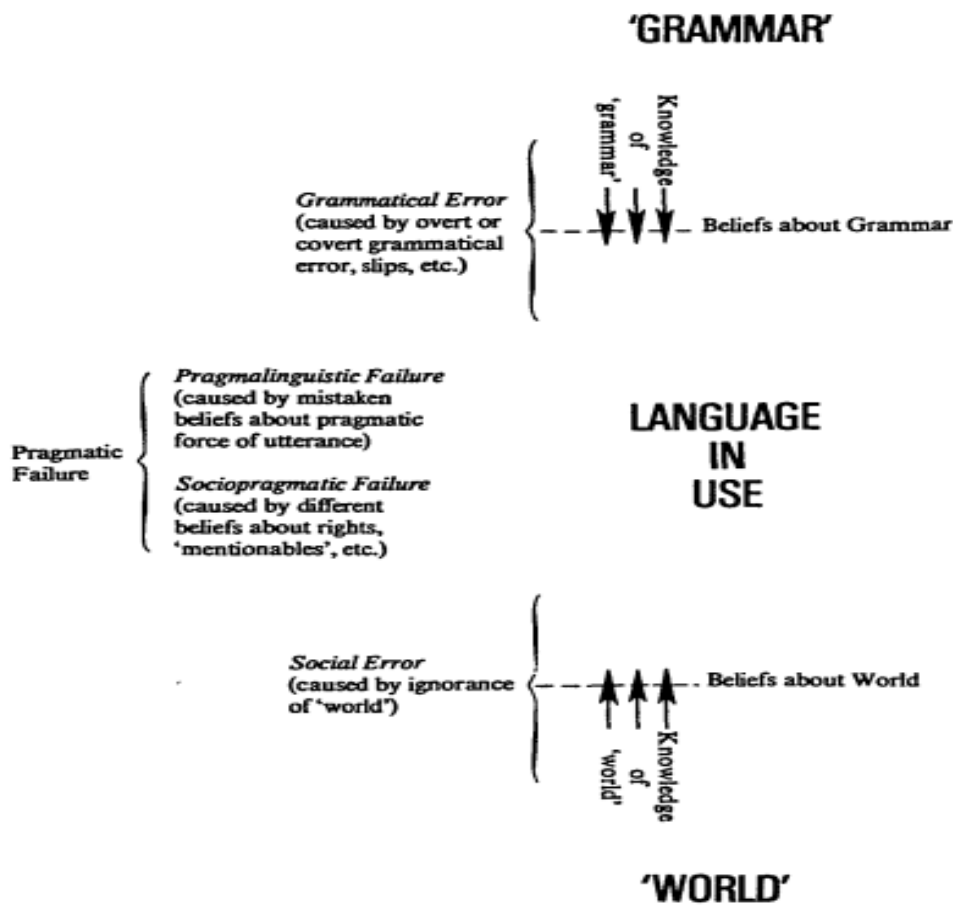 'GRAMMAR'
Knowledge
of
'grammar'
Grammatical Error
(caused by overt or
covert grammatical
error, slips, etc.)
Beliefs about Grammar
Pragmatic
Failure
Pragmalinguistic Failure
(caused by mistaken
beliefs about pragmatic
force of utterance)
Sociopragmatic Failure
(caused by different
beliefs about rights,
'mentionables', etc.)
LANGUAGE
IN
USE
Social Error
(caused by ignorance
of 'world')
Beliefs about World
Knowledge
of
'world'
'WORLD'